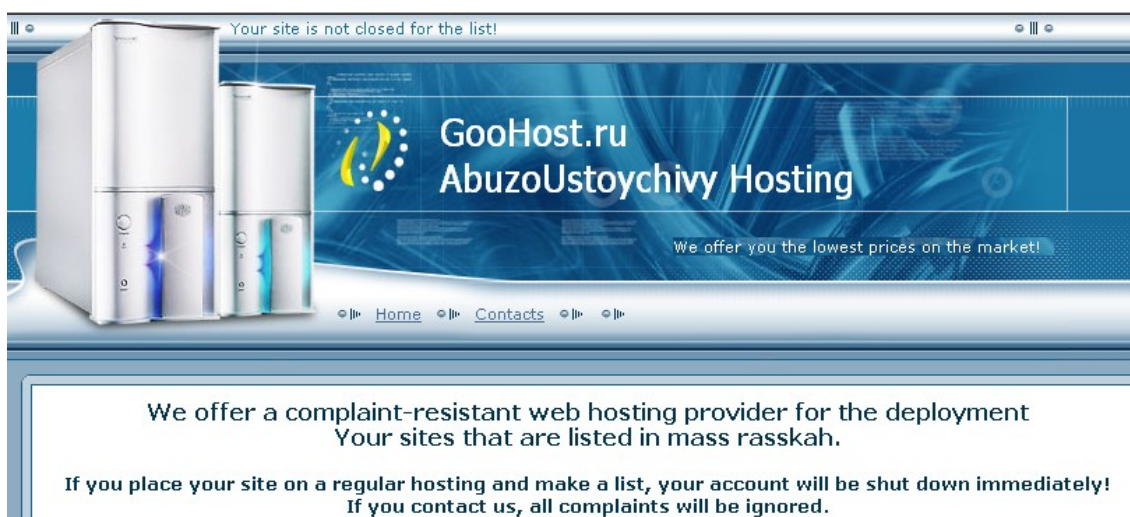 Your site is not closed for the list!
GooHost.ru
AbuzoUstoychivy Hosting
We offer you the lowest prices on the market!
Home Contacts
We offer a complaint-resistant web hosting provider for the deployment
Your sites that are listed in mass rasskah.
If you place your site on a regular hosting and make a list, your account will be shut down immediately!
If you contact us, all complaints will be ignored.